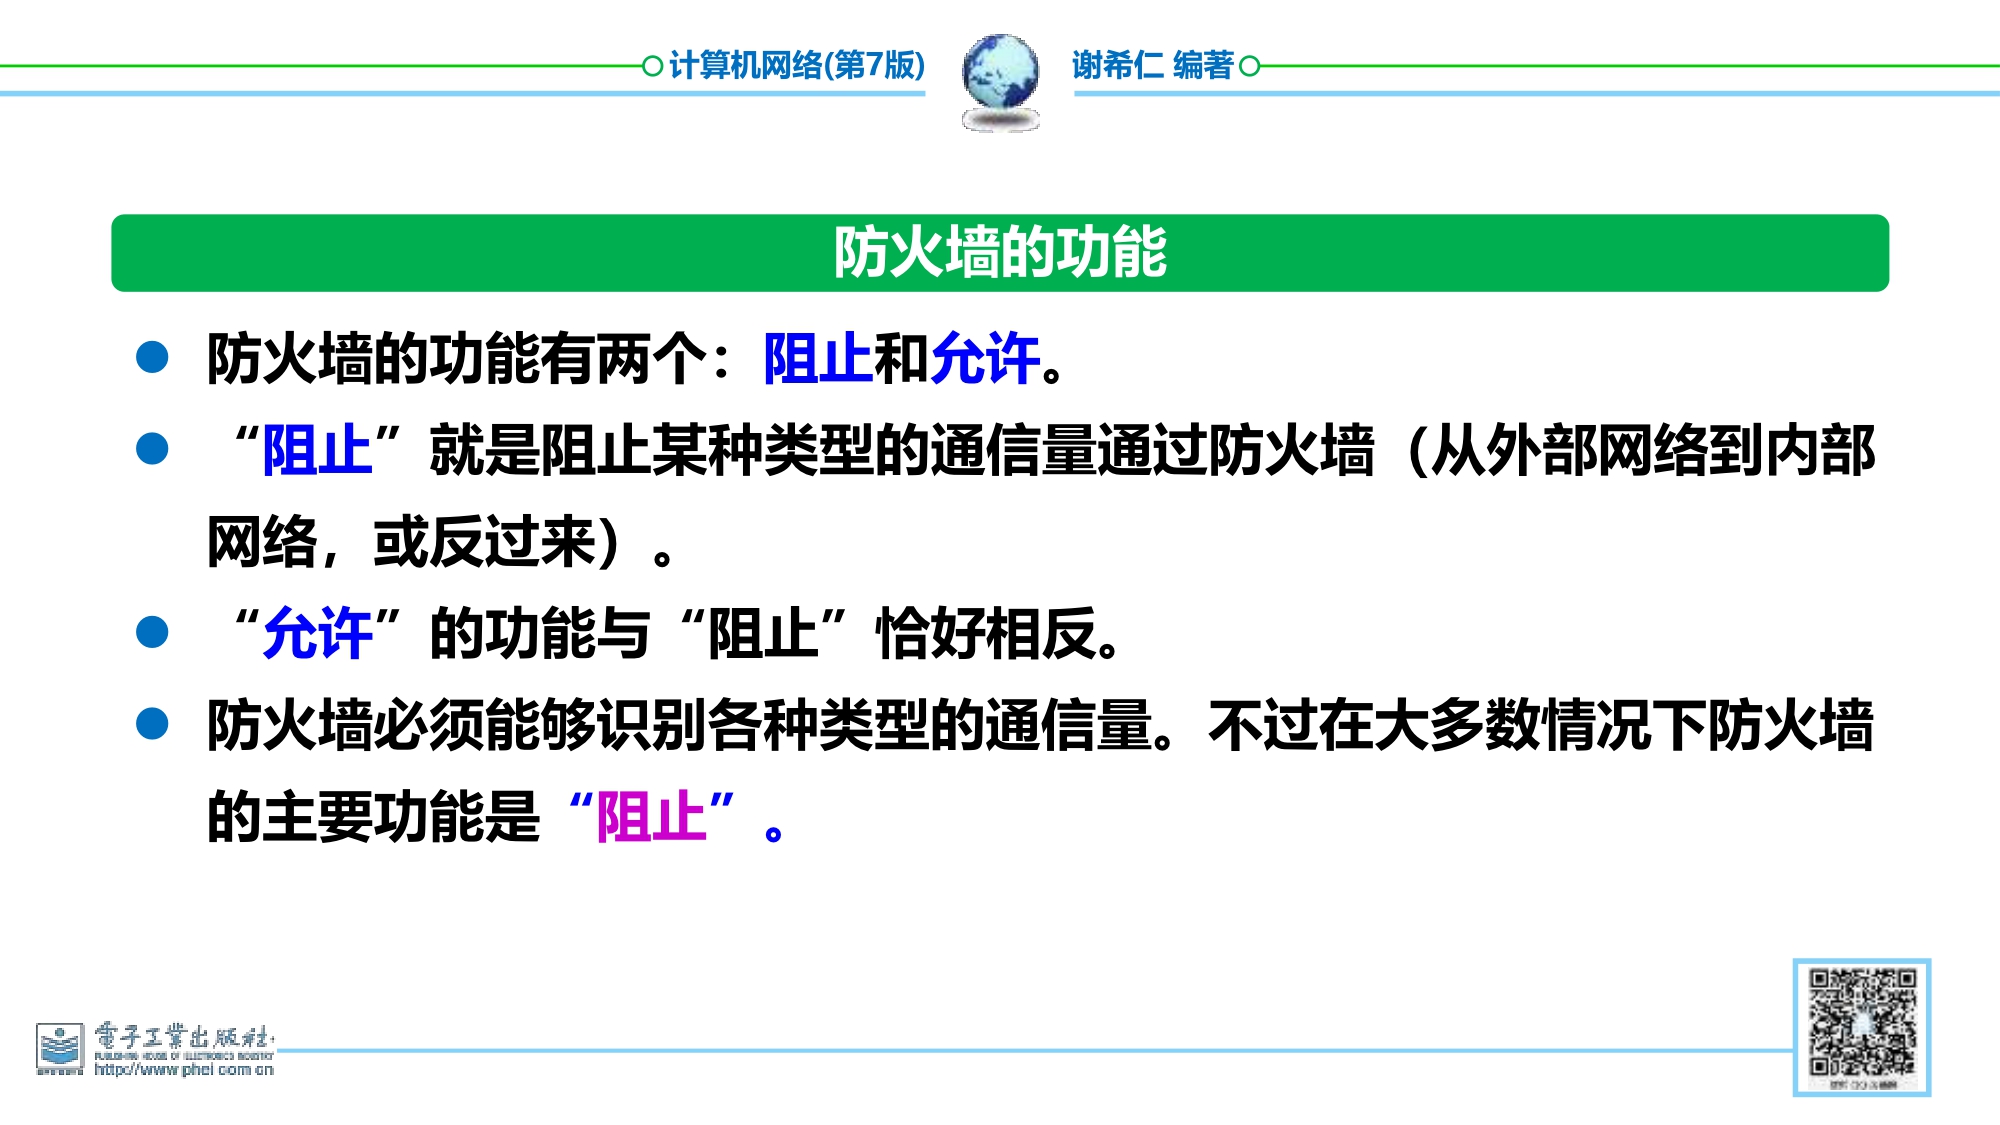 计算机网络(第7版)
谢希仁 编著
防火墙的功能
防火墙的功能有两个：阻止和允许。
“阻止”就是阻止某种类型的通信量通过防火墙（从外部网络到内部
网络，或反过来）。
“允许”的功能与“阻止”恰好相反。
防火墙必须能够识别各种类型的通信量。不过在大多数情况下防火墙
的主要功能是“阻止”。
電子工業出版社
PUBLISHING HOUSE OF ELECTRONICS INDUSTRY
http://www.phei.com.cn